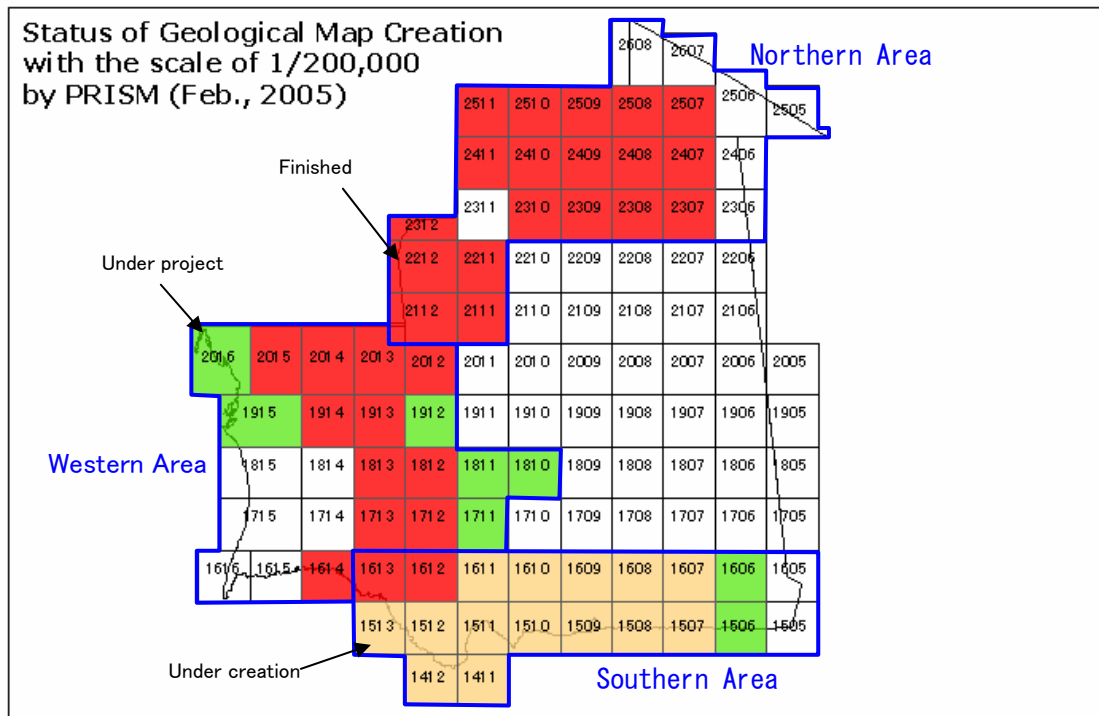 Status of Geological Map Creation
with the scale of 1/200,000
by PRISM (Feb., 2005)
Northern Area
2608 2607
2506 2505
2511 2510 2509 2508 2507
2411 2410 2409 2408 2407 2406
Finished
2311 2310 2309 2308 2307 2306
2312
2212 2211 2210 2209 2208 2207 2206
Under project
2112 2111 2110 2109 2108 2107 2106
2016 2015 2014 2013 2012 2011 2010 2009 2008 2007 2006 2005
1915 1914 1913 1912 1911 1910 1909 1908 1907 1906 1905
Western Area
1815 1814 1813 1812 1811 1810 1809 1808 1807 1806 1805
1715 1714 1713 1712 1711 1710 1709 1708 1707 1706 1705
1616 1615 1614 1613 1612 1611 1610 1609 1608 1607 1606 1605
1513 1512 1511 1510 1509 1508 1507 1506 1505
Under creation
1412 1411
Southern Area